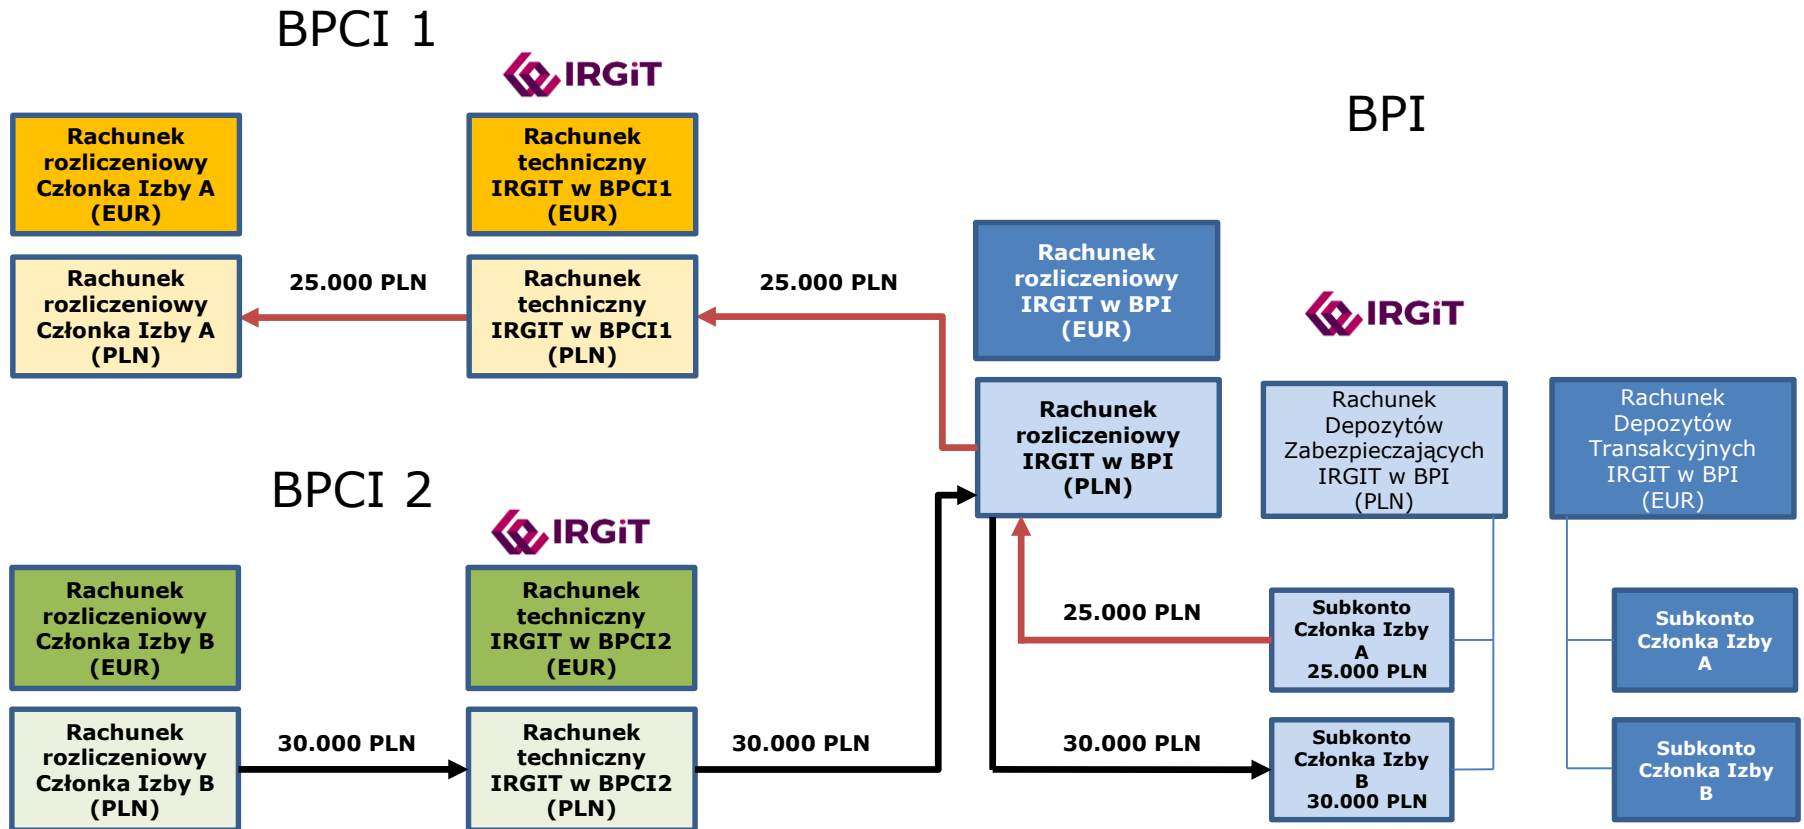 BPCI 1
IRGiT
Rachunek
rozliczeniowy
Członka Izby A
(EUR)
Rachunek
techniczny
IRGIT w BPCI1
(EUR)
Rachunek
rozliczeniowy
Członka Izby A
(PLN)
25.000 PLN
Rachunek
techniczny
IRGIT w BPCI1
(PLN)
25.000 PLN
BPI
IRGiT
Rachunek
rozliczeniowy
IRGIT w BPI
(EUR)
Rachunek
rozliczeniowy
IRGIT w BPI
(PLN)
Rachunek
Depozytów
Zabezpieczających
IRGIT w BPI
(PLN)
Rachunek
Depozytów
Transakcyjnych
IRGIT w BPI
(EUR)
BPCI 2
IRGiT
Rachunek
rozliczeniowy
Członka Izby B
(EUR)
Rachunek
techniczny
IRGIT w BPCI2
(EUR)
Rachunek
rozliczeniowy
Członka Izby B
(PLN)
30.000 PLN
Rachunek
techniczny
IRGIT w BPCI2
(PLN)
30.000 PLN
25.000 PLN
Subkonto
Członka Izby
A
25.000 PLN
Subkonto
Członka Izby
A
30.000 PLN
Subkonto
Członka Izby
B
30.000 PLN
Subkonto
Członka Izby
B